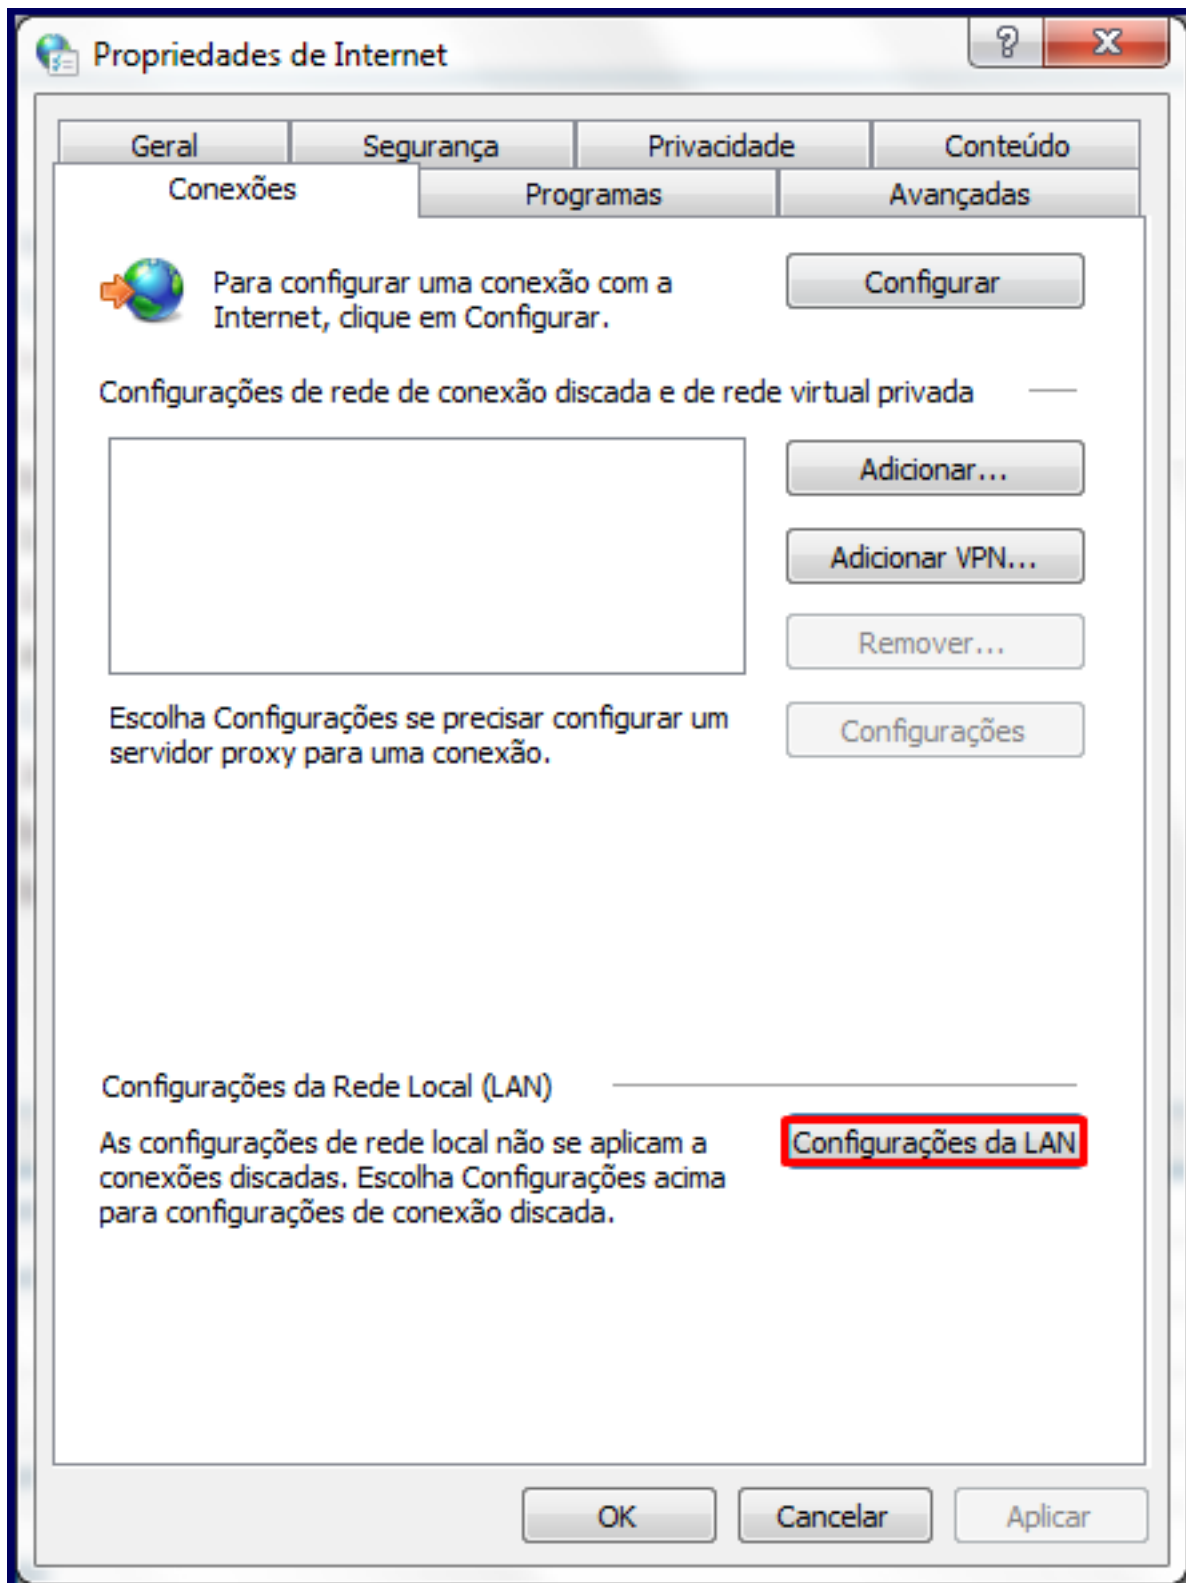 Propriedades de Internet
Geral
Segurança
Privacidade
Conteúdo
Conexões
Programas
Avançadas
Para configurar uma conexão com a
Internet, clique em Configurar.
Configurar
Configurações de rede de conexão discada e de rede virtual privada
Adicionar...
Adicionar VPN...
Remover...
Escolha Configurações se precisar configurar um
servidor proxy para uma conexão.
Configurações
Configurações da Rede Local (LAN)
As configurações de rede local não se aplicam a
conexões discadas. Escolha Configurações acima
para configurações de conexão discada.
Configurações da LAN
OK
Cancelar
Aplicar